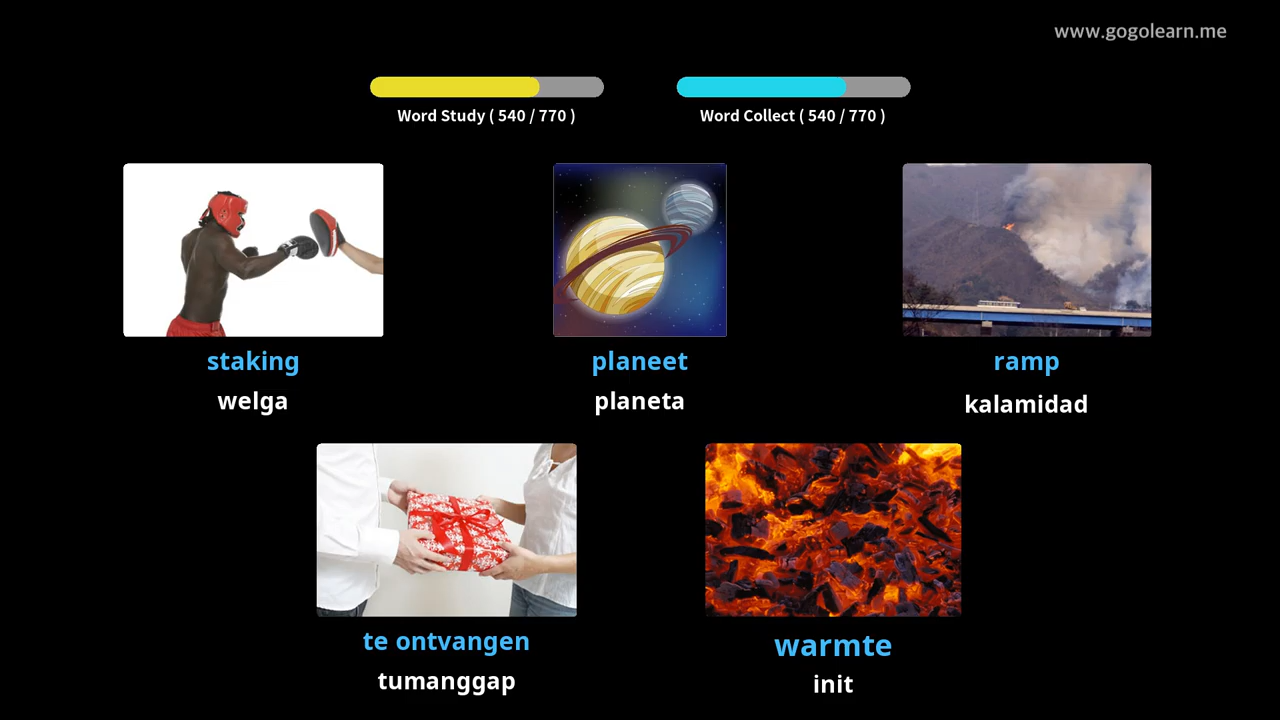 www.gogolearn.me
Word Study ( 540 / 770 )
Word Collect ( 540 / 770 )
staking
welga
planeet
planeta
ramp
kalamidad
te ontvangen
tumanggap
warmte
init